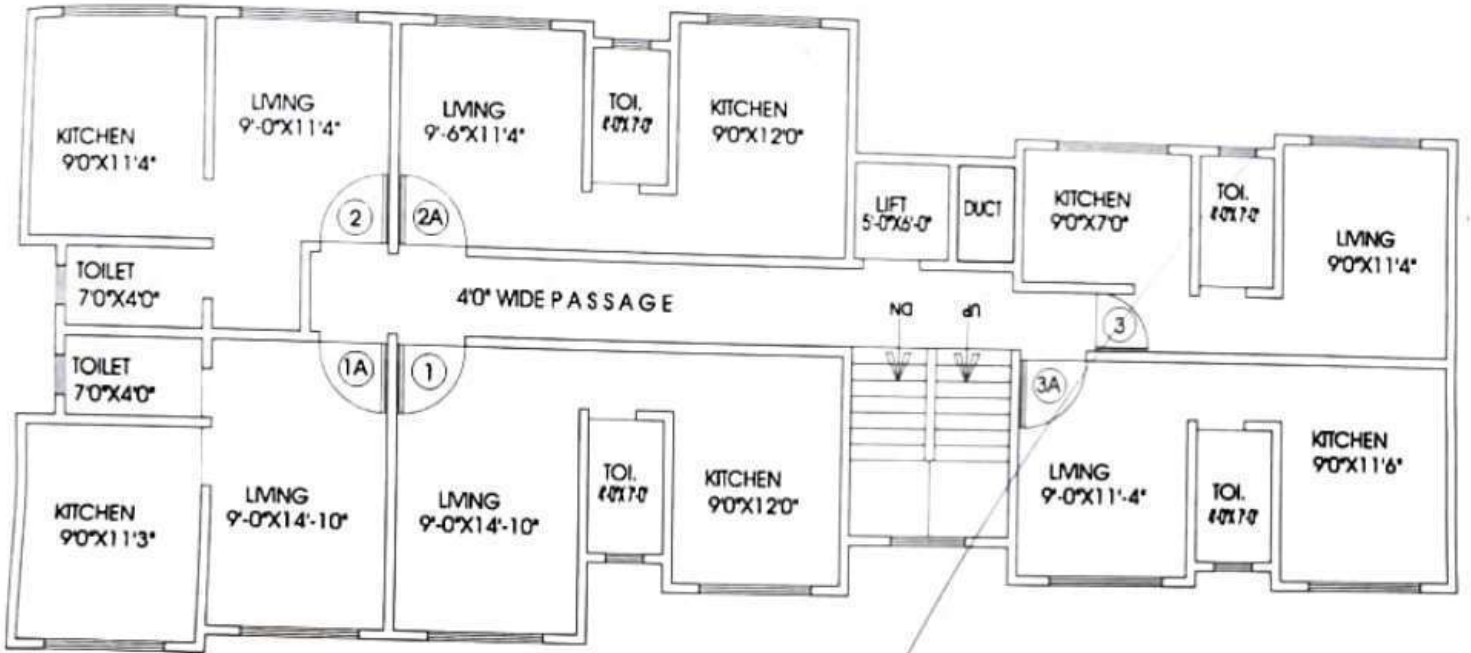 KITCHEN
9'0"X11'4"
LIVING
9'-0"X11'4"
LIVING
9'-6"X11'4"
TOI.
KITCHEN
9'0"X12'0"
2
2A
LIFT
5'-0"X6'-0"
DUCT
KITCHEN
9'0"X7'0"
TOI.
LIVING
9'0"X11'4"
TOILET
7'0"X4'0"
4'0" WIDE PASSAGE
DN
UP
3
TOILET
7'0"X4'0"
1A
1
3A
KITCHEN
9'0"X11'3"
LIVING
9'-0"X14'-10"
LIVING
9'-0"X14'-10"
TOI.
KITCHEN
9'0"X12'0"
LIVING
9'-0"X11'-4"
TOI.
KITCHEN
9'0"X11'6"